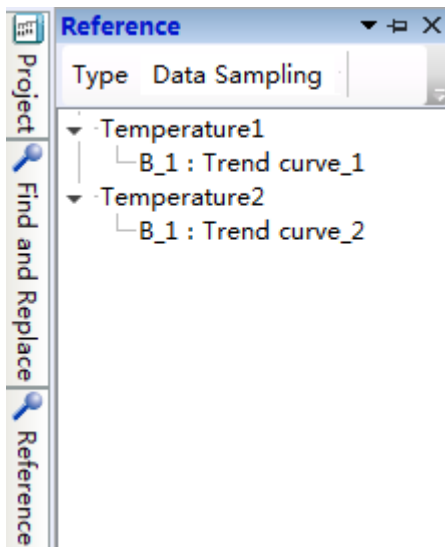 Project
Find and Replace
Reference
Reference
Type Data Sampling
Temperature1
B_1 : Trend curve_1
Temperature2
B_1 : Trend curve_2